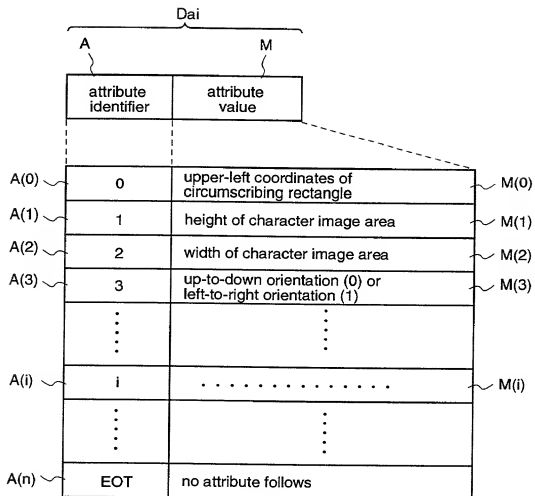 Dai
A M
attribute identifier attribute value
A(0) 0 upper-left coordinates of circumscribing rectangle M(0)
A(1) 1 height of character image area M(1)
A(2) 2 width of character image area M(2)
A(3) 3 up-to-down orientation (0) or left-to-right orientation (1) M(3)
A(i) i M(i)
A(n) EOT no attribute follows